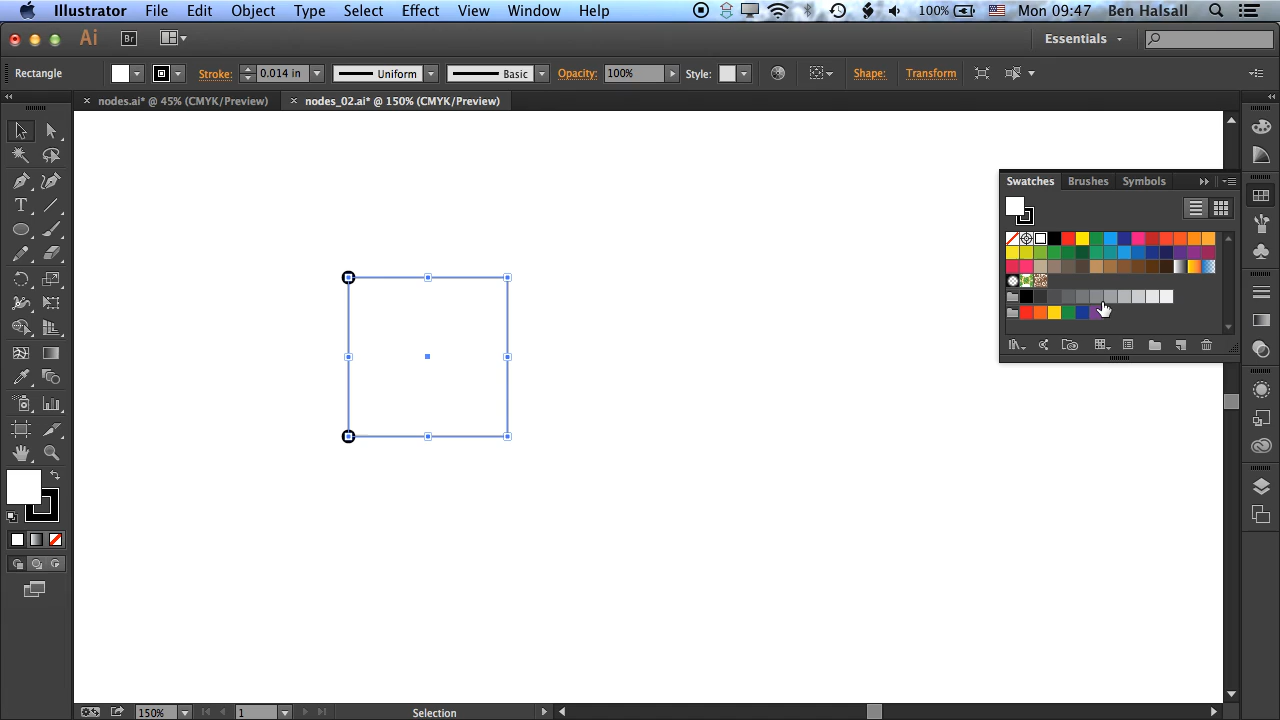 Illustrator File Edit Object Type Select Effect View Window Help 100% Mon 09:47 Ben Halsall
Ai Br Essentials
Rectangle Stroke: 0.014 in Uniform Basic Opacity: 100% Style: Shape: Transform
× nodes.ai* @ 45% (CMYK/Preview) × nodes_02.ai* @ 150% (CMYK/Preview)
Swatches Brushes Symbols
150% 1 Selection